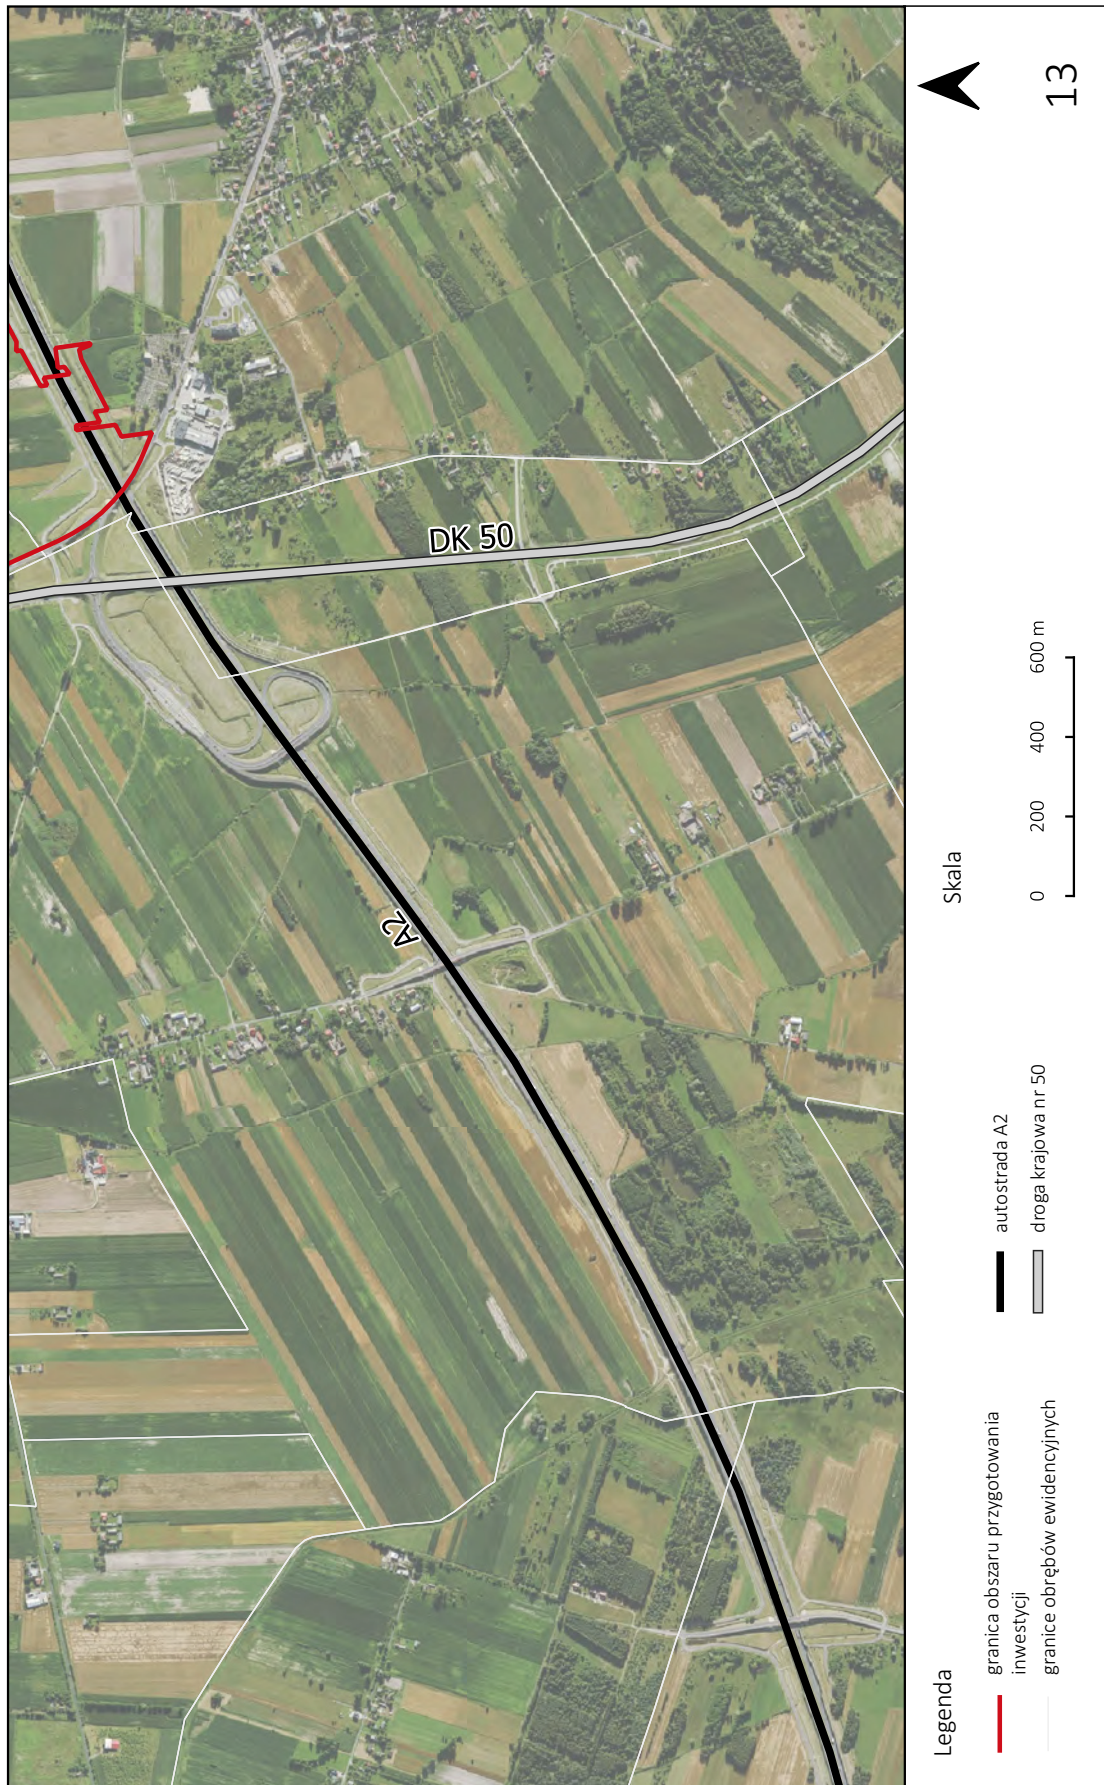 DK 50
A2
Legenda
granica obszaru przygotowania
inwestycji
granice obrębów ewidencyjnych
autostrada A2
droga krajowa nr 50
Skala
0 200 400 600 m
13